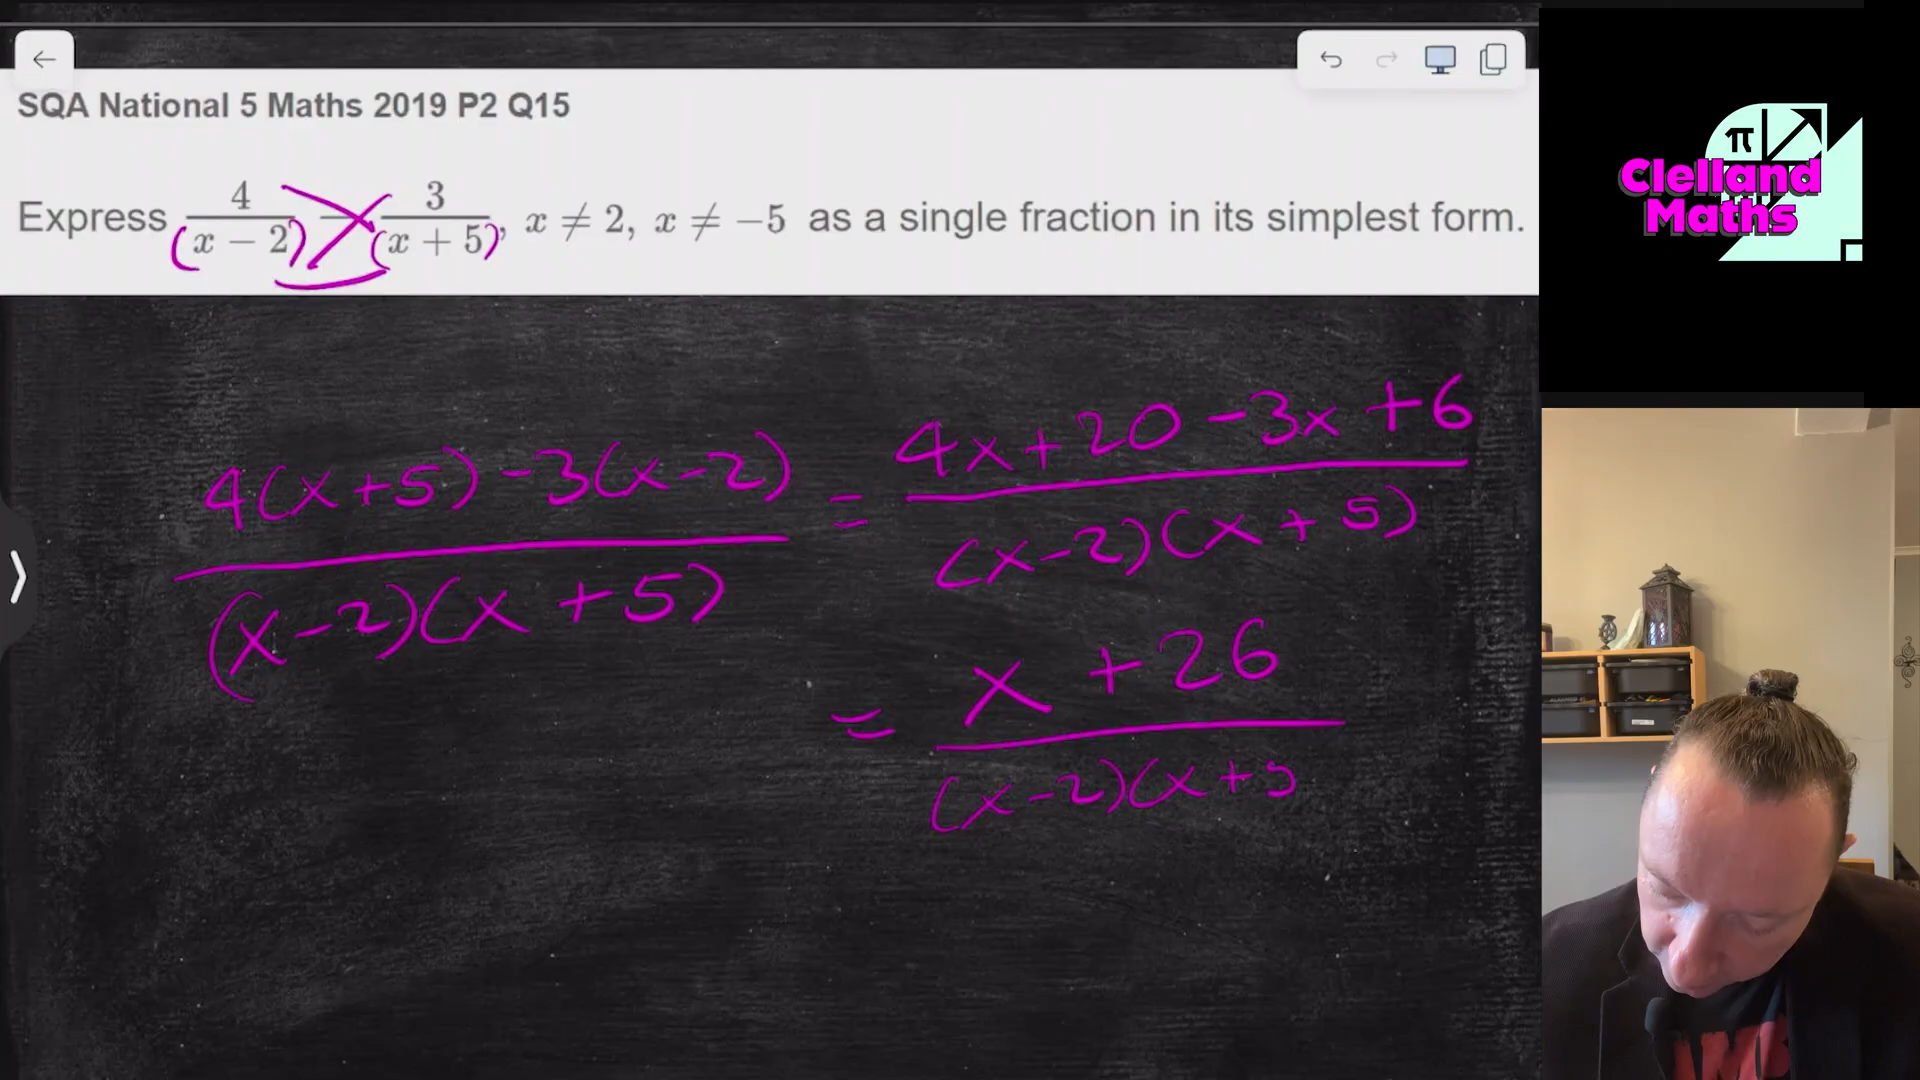 SQA National 5 Maths 2019 P2 Q15
Express 4/(x − 2) − 3/(x + 5), x ≠ 2, x ≠ −5 as a single fraction in its simplest form.
π
Clelland
Maths
4(x+5)-3(x-2) / (x-2)(x+5) = 4x+20-3x+6 / (x-2)(x+5)
= x+26 / (x-2)(x+5